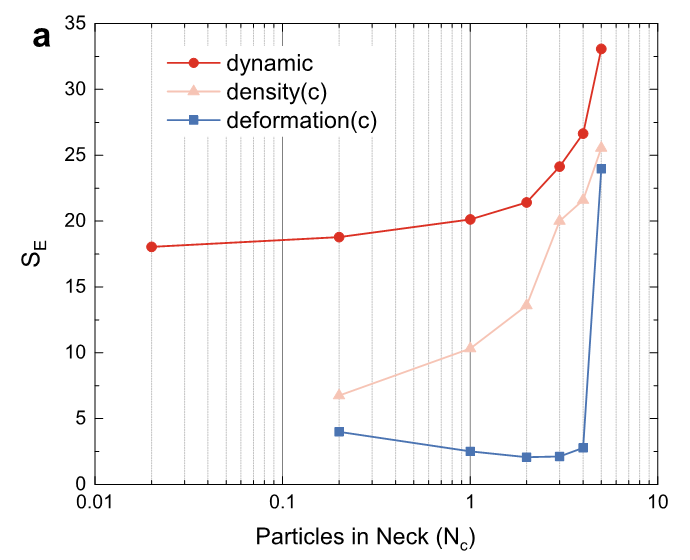 a
dynamic
density(c)
deformation(c)
35
30
25
20
15
10
5
0
S_E
0.01 0.1 1 10
Particles in Neck (N_c)